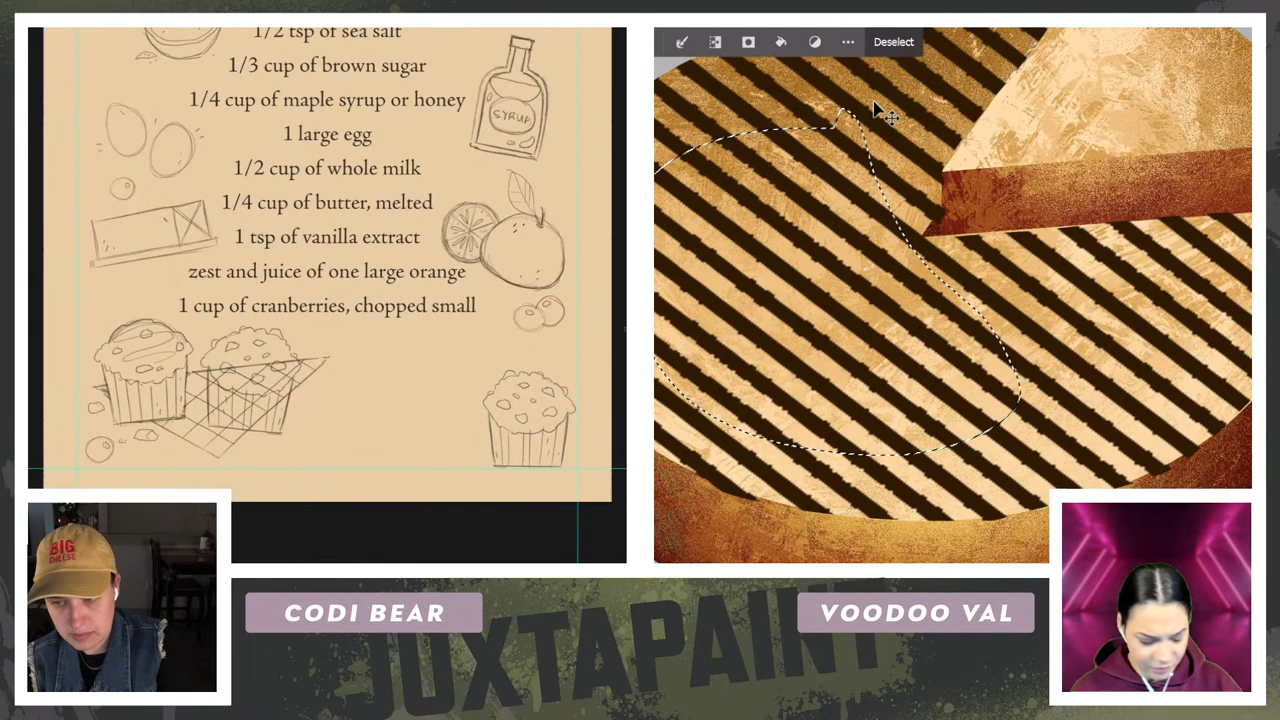 1/2 tsp of sea salt
1/3 cup of brown sugar
1/4 cup of maple syrup or honey
1 large egg
1/2 cup of whole milk
1/4 cup of butter, melted
1 tsp of vanilla extract
zest and juice of one large orange
1 cup of cranberries, chopped small
SYRUP
Deselect
BIG
CHEESE
CODI BEAR
JUXTAPAINT
VOODOO VAL